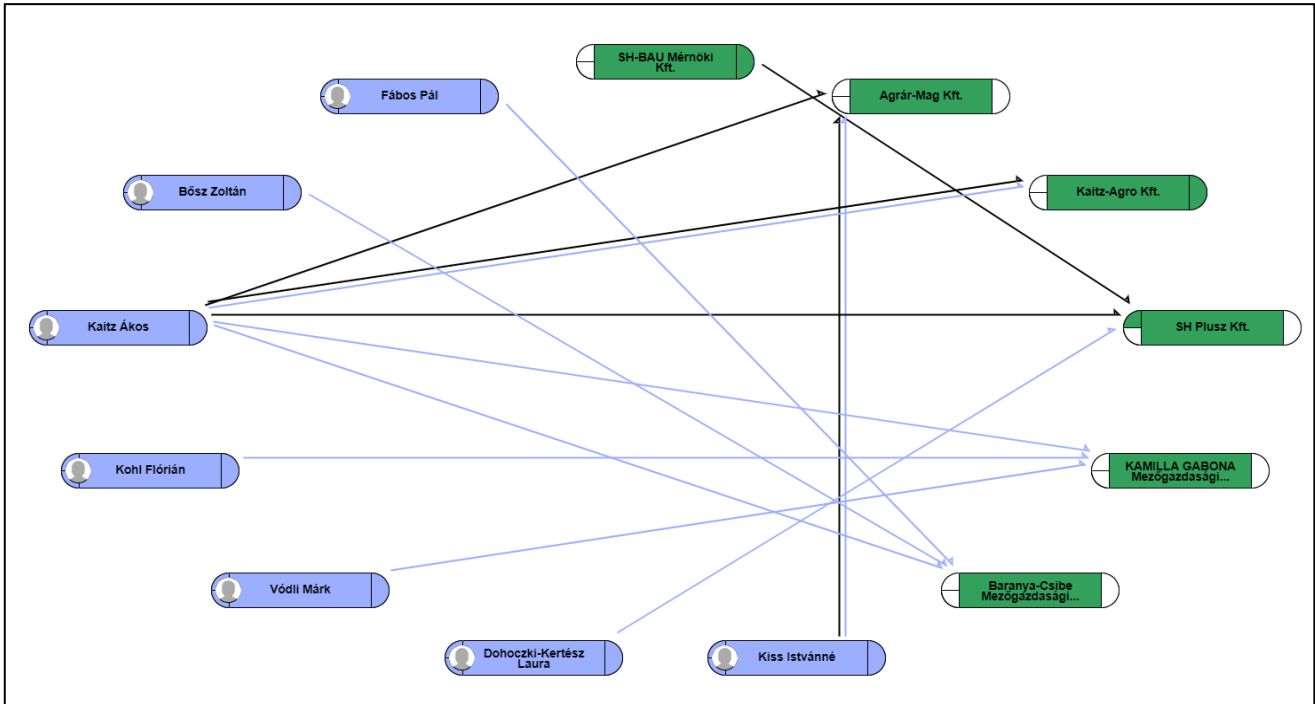 SH-BAU Mérnöki
Kft.
Fábos Pál
Agrár-Mag Kft.
Bősz Zoltán
Kaitz-Agro Kft.
Kaitz Ákos
SH Plusz Kft.
Kohl Flórián
KAMILLA GABONA
Mezőgazdasági...
Vódli Márk
Baranya-Csibe
Mezőgazdasági...
Dohoczki-Kertész
Laura
Kiss Istvánné